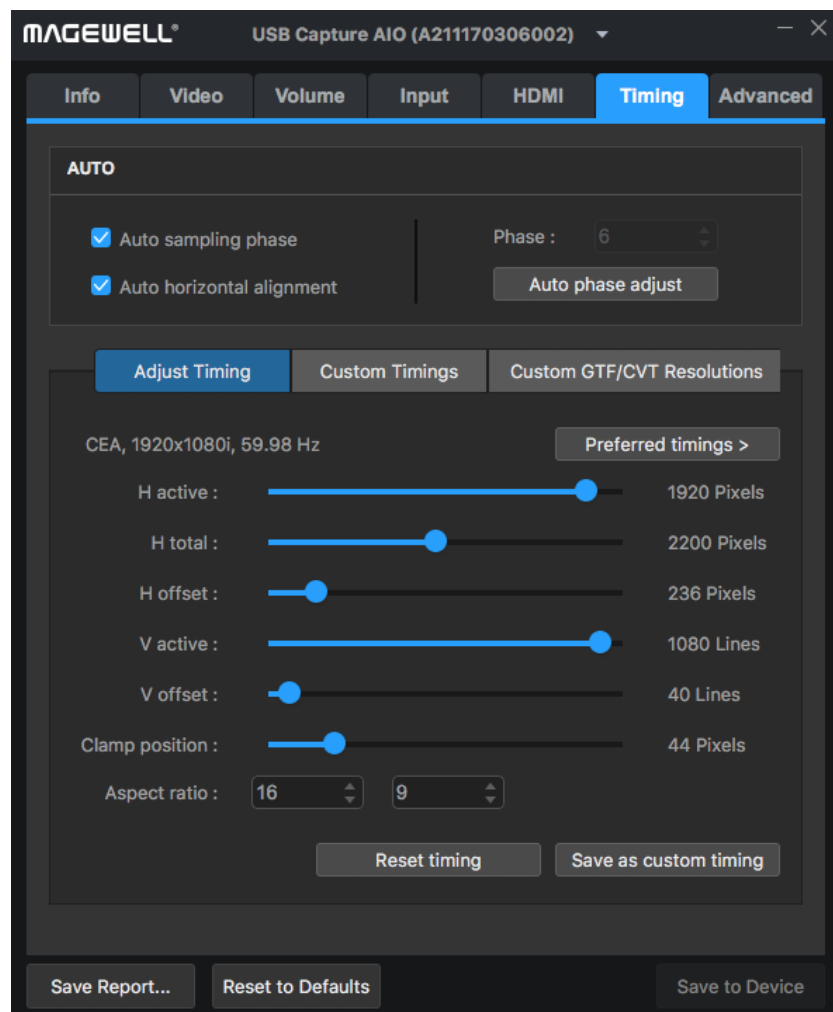 MAGEWELL® USB Capture AIO (A211170306002)
Info Video Volume Input HDMI Timing Advanced
AUTO
Auto sampling phase Phase : 6
Auto horizontal alignment Auto phase adjust
Adjust Timing Custom Timings Custom GTF/CVT Resolutions
CEA, 1920x1080i, 59.98 Hz Preferred timings >
H active : 1920 Pixels
H total : 2200 Pixels
H offset : 236 Pixels
V active : 1080 Lines
V offset : 40 Lines
Clamp position : 44 Pixels
Aspect ratio : 16 9
Reset timing Save as custom timing
Save Report... Reset to Defaults Save to Device